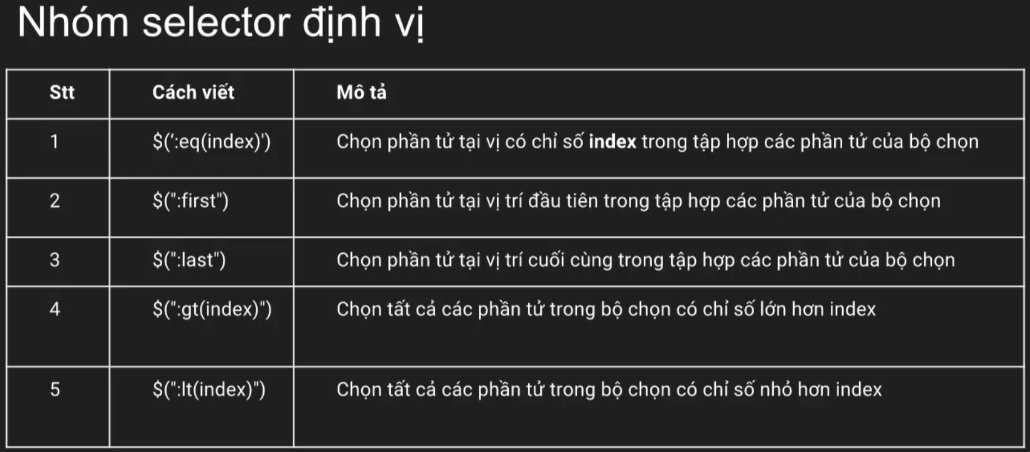 Nhóm selector định vị
Stt Cách viết Mô tả
1 $(‘:eq(index)’) Chọn phần tử tại vị có chỉ số index trong tập hợp các phần tử của bộ chọn
2 $(":first") Chọn phần tử tại vị trí đầu tiên trong tập hợp các phần tử của bộ chọn
3 $(":last") Chọn phần tử tại vị trí cuối cùng trong tập hợp các phần tử của bộ chọn
4 $(":gt(index)") Chọn tất cả các phần tử trong bộ chọn có chỉ số lớn hơn index
5 $(":lt(index)") Chọn tất cả các phần tử trong bộ chọn có chỉ số nhỏ hơn index